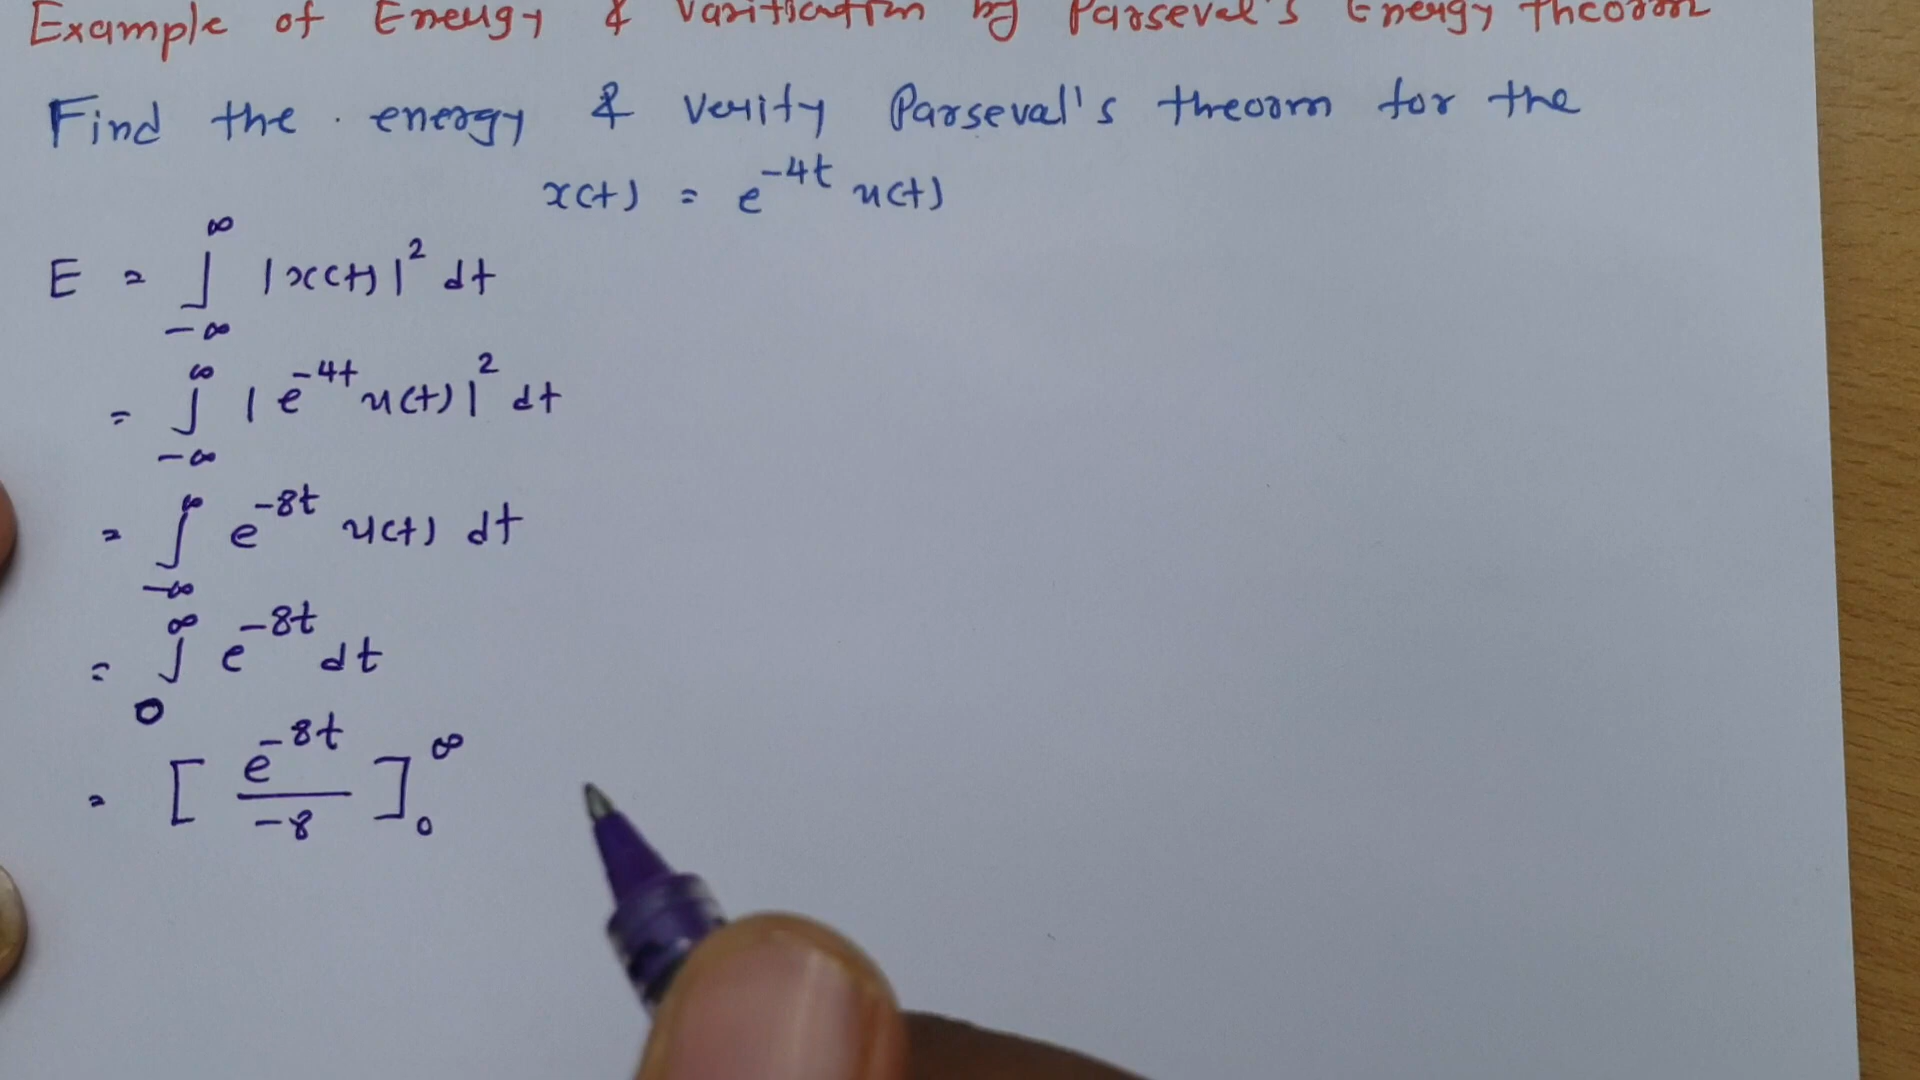 Example of Energy & Varification by Parseval's Energy theorem
Find the energy & Verify Parseval's theorm for the
x(t) = e^{-4t} u(t)
E = ∫_{-∞}^{∞} |x(t)|^2 dt
= ∫_{-∞}^{∞} |e^{-4t} u(t)|^2 dt
= ∫_{-∞}^{∞} e^{-8t} u(t) dt
= ∫_{0}^{∞} e^{-8t} dt
= [ e^{-8t} / -8 ]_{0}^{∞}